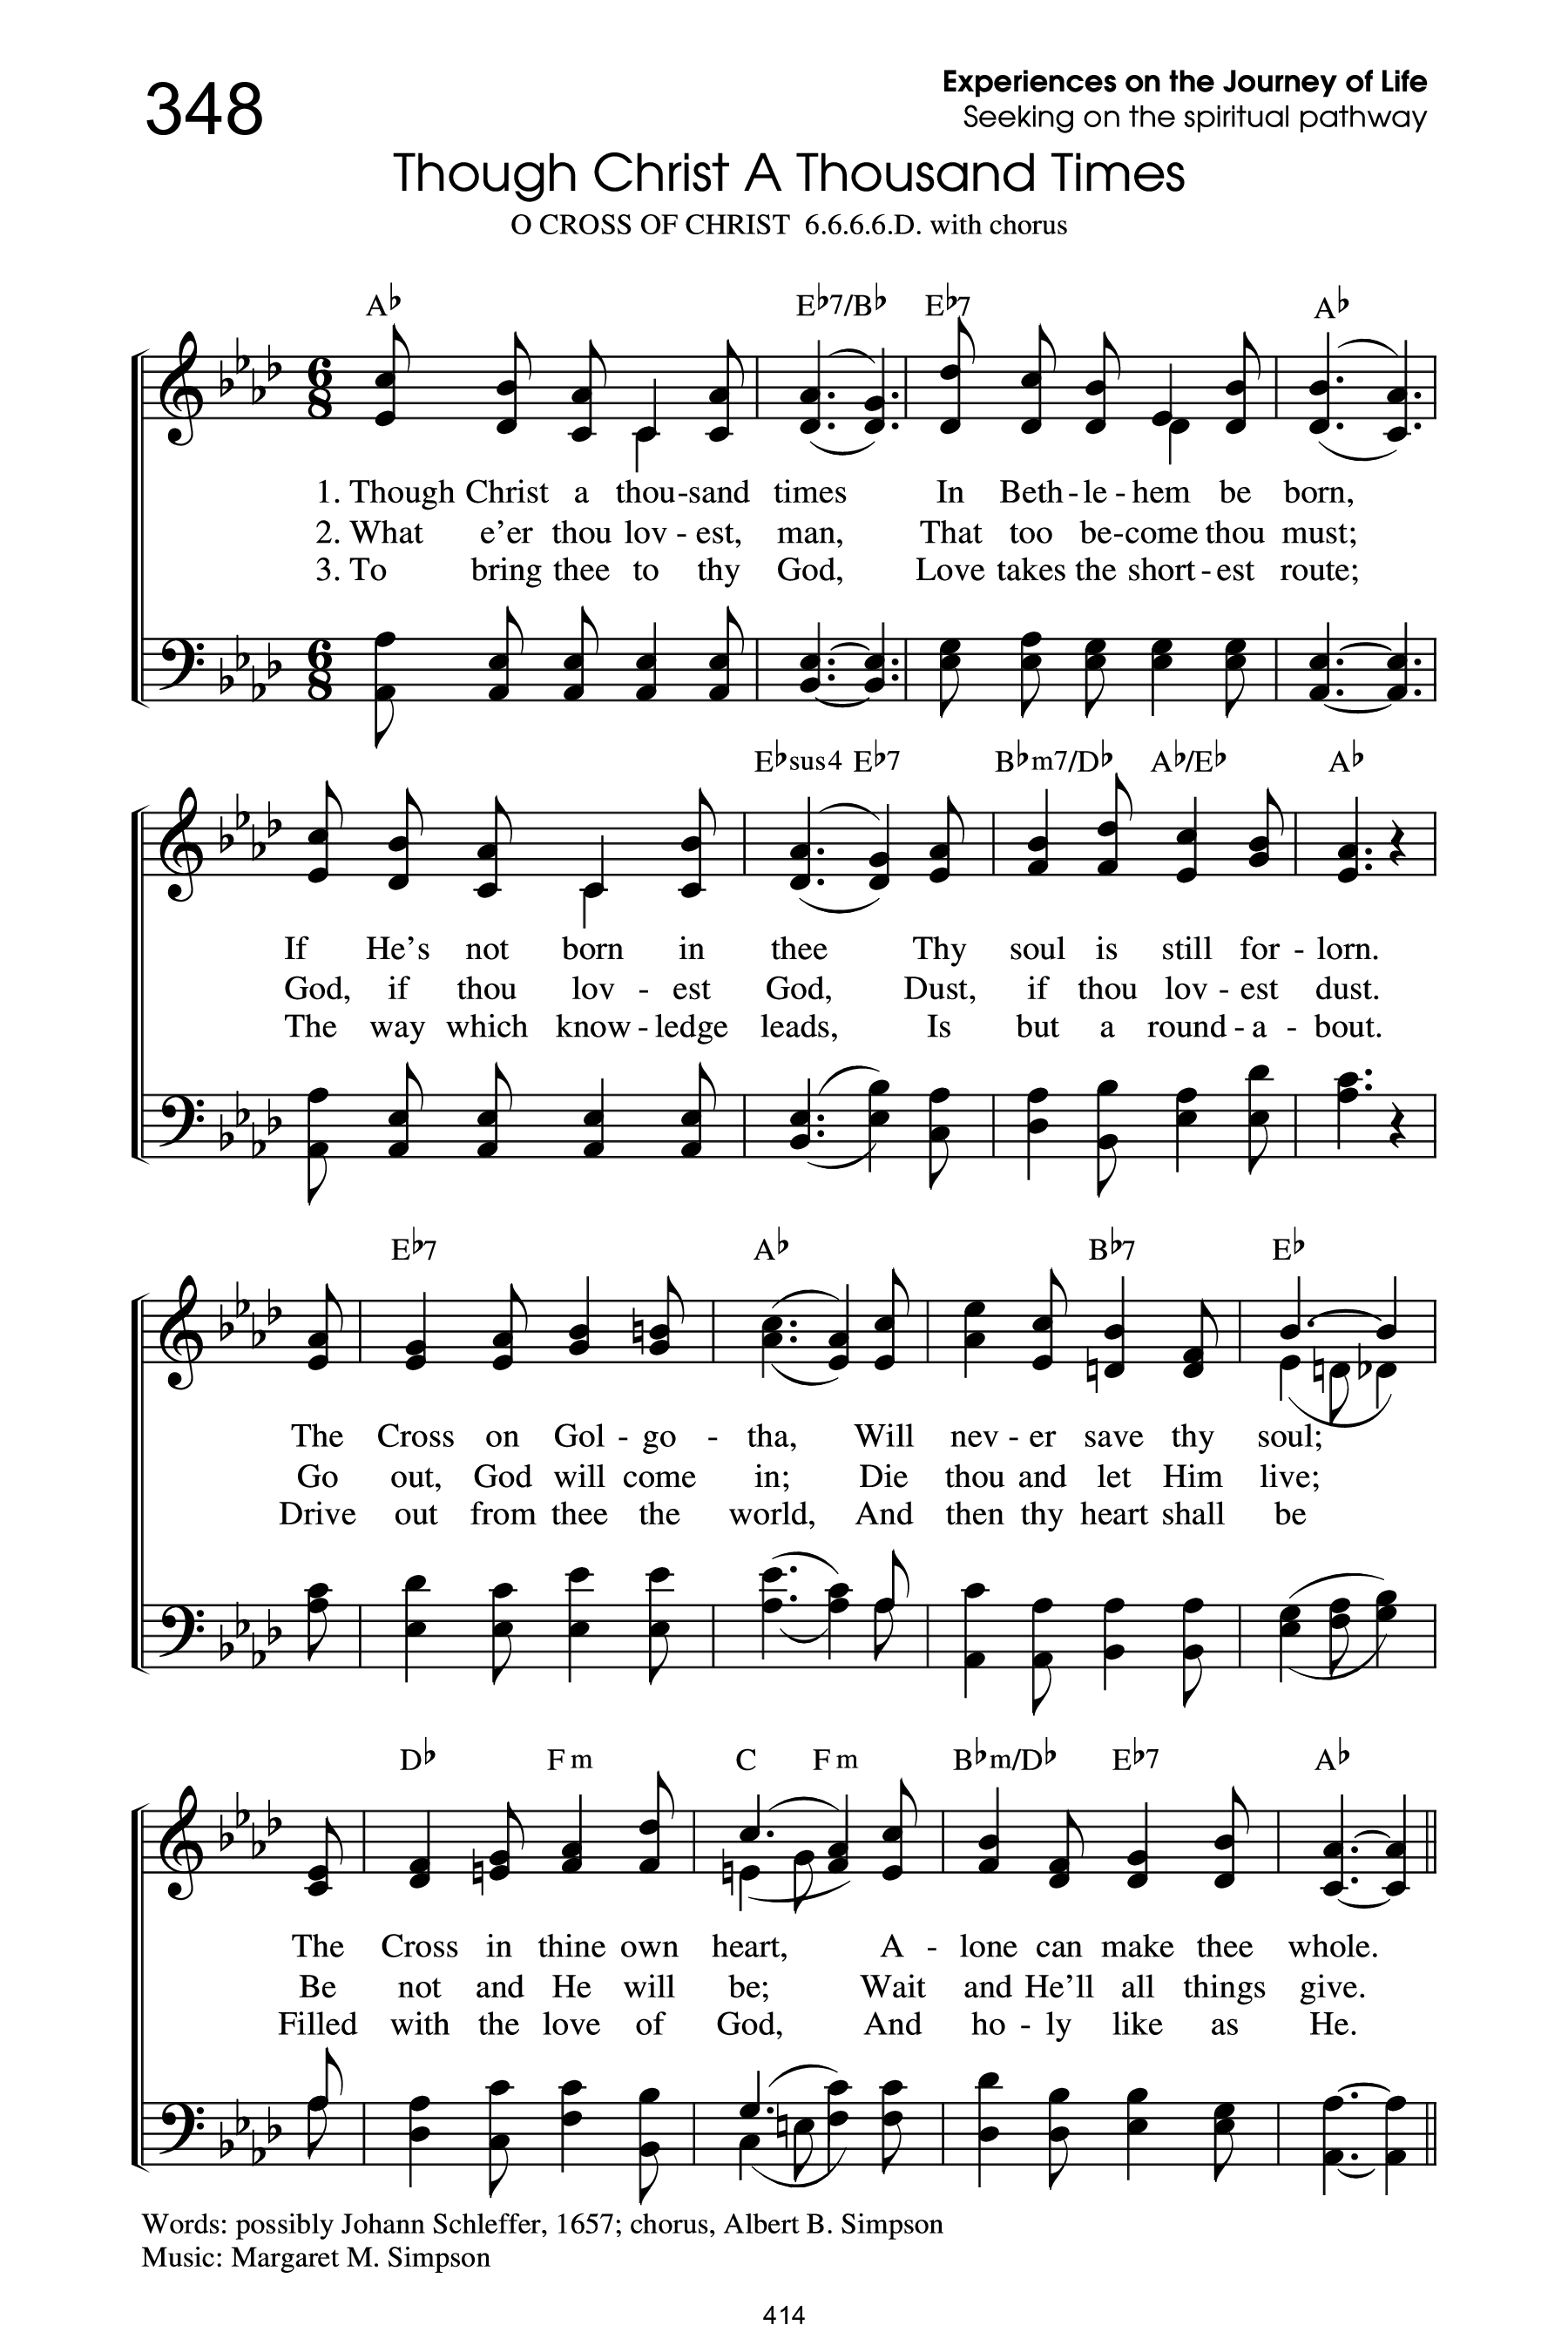 348
Experiences on the Journey of Life
Seeking on the spiritual pathway
Though Christ A Thousand Times
O CROSS OF CHRIST 6.6.6.6.D. with chorus
A♭ E♭7/B♭ E♭7 A♭
6 8
1. Though Christ a thou-sand times In Beth-le-hem be born,
2. What e'er thou lov-est, man, That too be-come thou must;
3. To bring thee to thy God, Love takes the short-est route;
6 8
E♭sus4 E♭7 B♭m7/D♭ A♭/E♭ A♭
If He's not born in thee Thy soul is still for-lorn.
God, if thou lov-est God, Dust, if thou lov-est dust.
The way which know-ledge leads, Is but a round-a-bout.
E♭7 A♭ B♭7 E♭
The Cross on Gol-go-tha, Will nev-er save thy soul;
Go out, God will come in; Die thou and let Him live;
Drive out from thee the world, And then thy heart shall be
D♭ F m C F m B♭m/D♭ E♭7 A♭
The Cross in thine own heart, A-lone can make thee whole.
Be not and He will be; Wait and He'll all things give.
Filled with the love of God, And ho-ly like as He.
Words: possibly Johann Schleffer, 1657; chorus, Albert B. Simpson
Music: Margaret M. Simpson
414